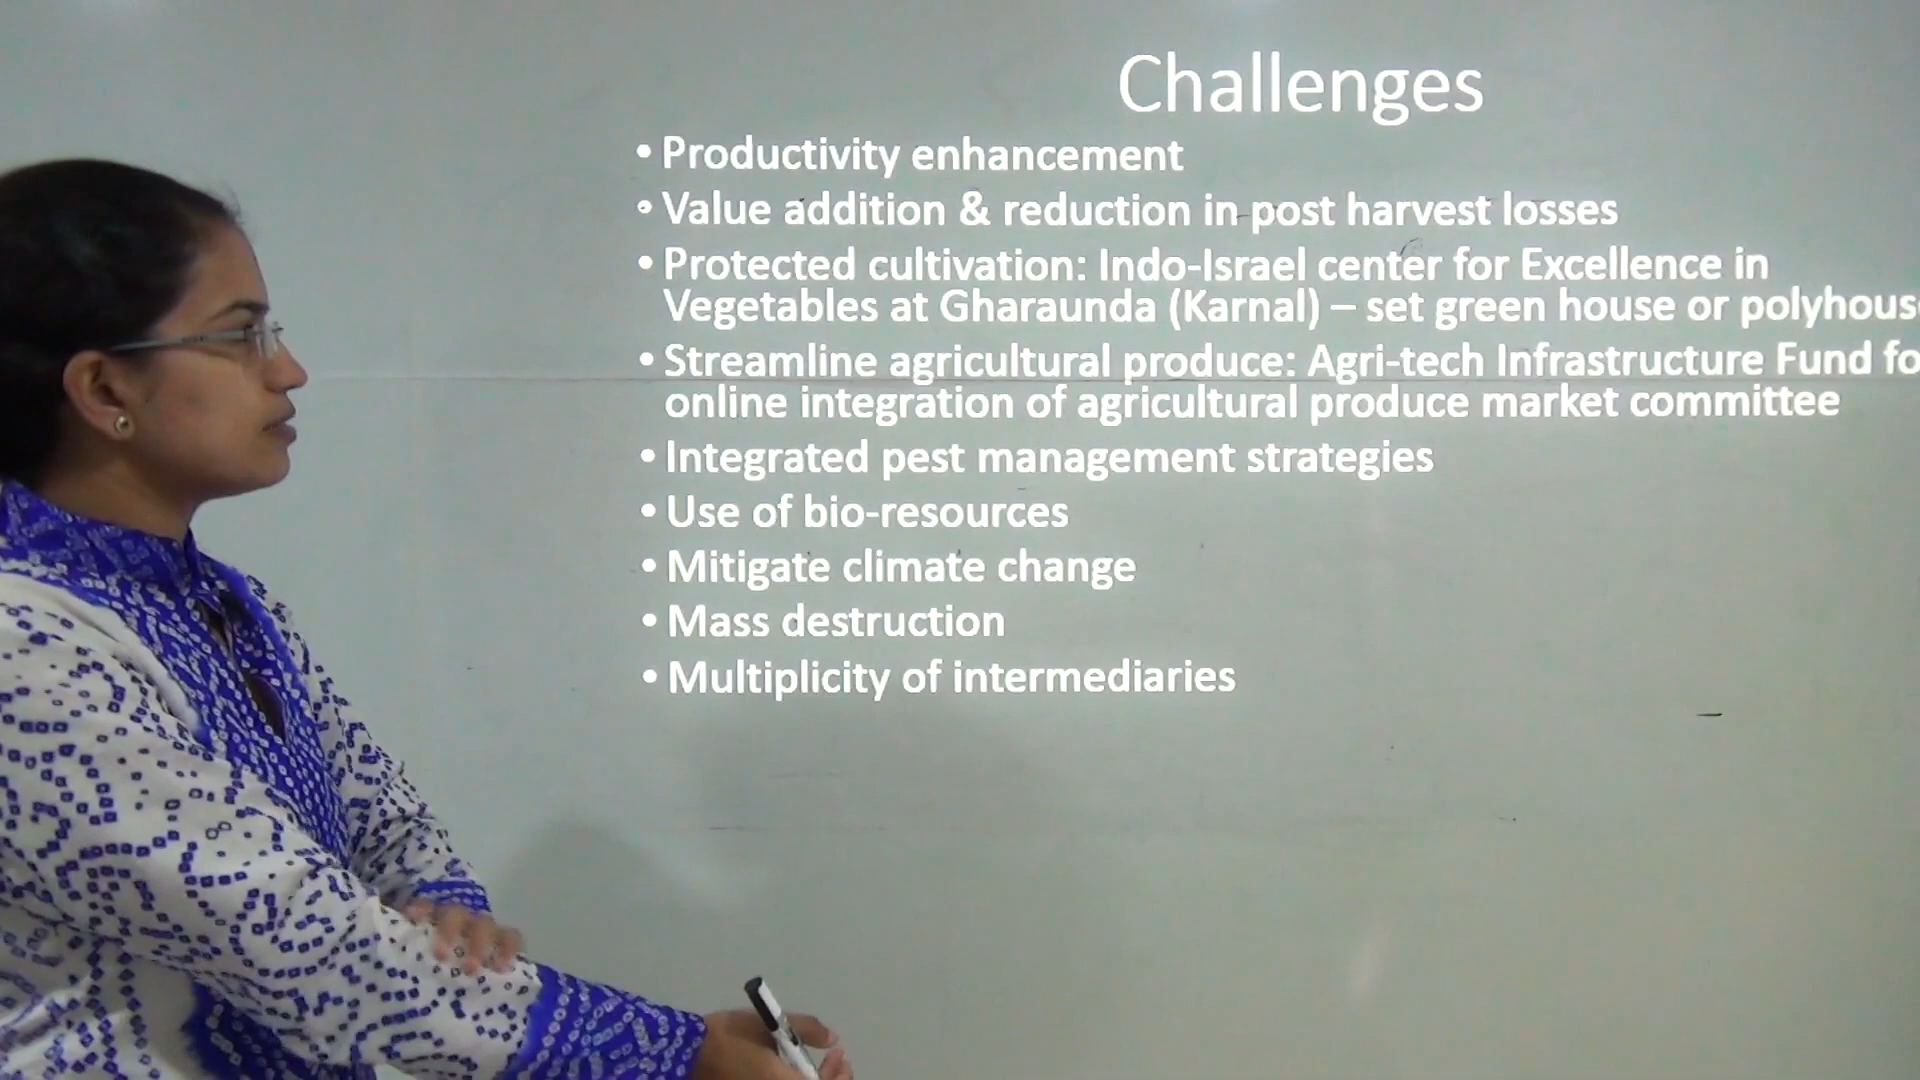 Challenges
• Productivity enhancement
• Value addition & reduction in post harvest losses
• Protected cultivation: Indo-Israel center for Excellence in
Vegetables at Gharaunda (Karnal) – set green house or polyhouse
• Streamline agricultural produce: Agri-tech Infrastructure Fund fo
online integration of agricultural produce market committee
• Integrated pest management strategies
• Use of bio-resources
• Mitigate climate change
• Mass destruction
• Multiplicity of intermediaries